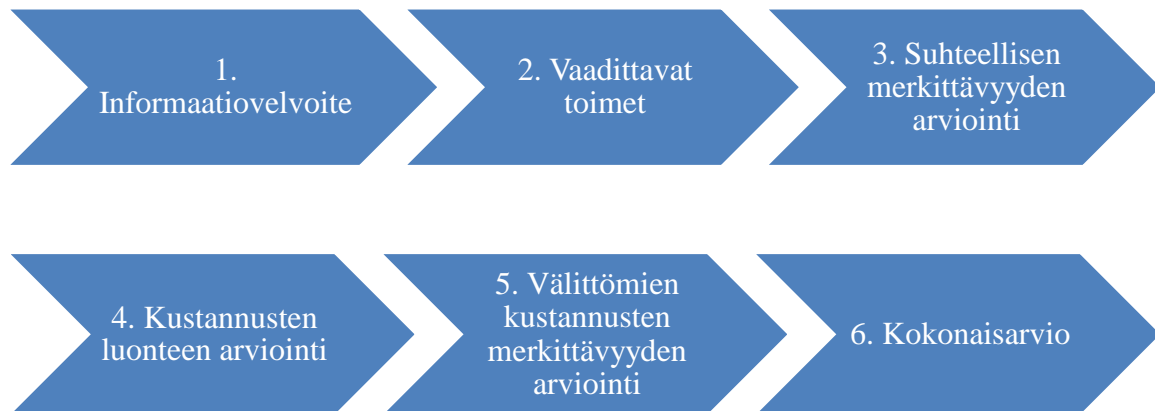 1.
Informaatiovelvoite
2. Vaadittavat
toimet
3. Suhteellisen
merkittävyyden
arviointi
4. Kustannusten
luonteen arviointi
5. Välittömien
kustannusten
merkittävyyden
arviointi
6. Kokonaisarvio